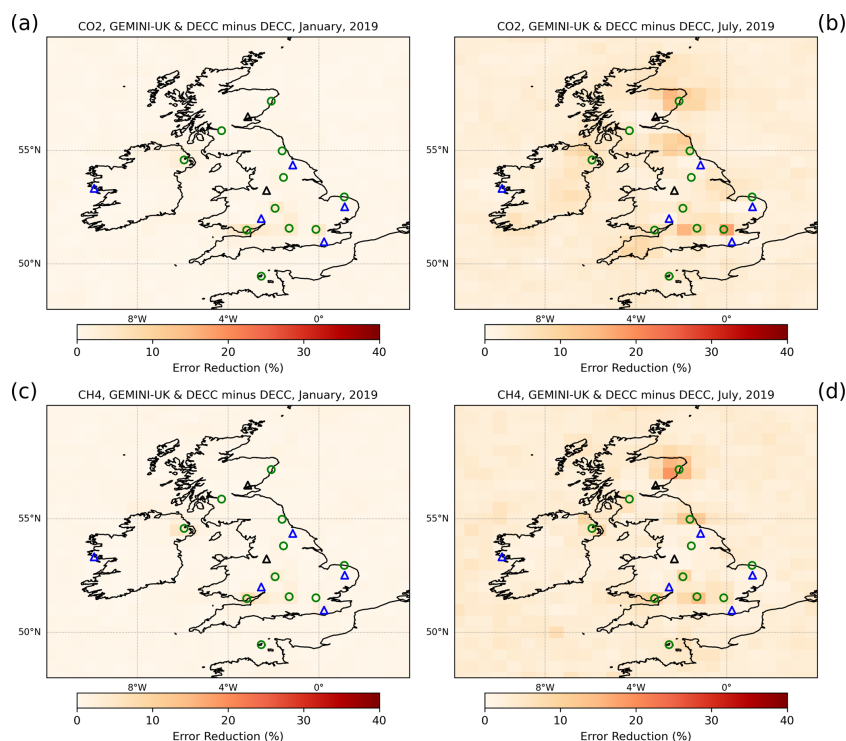 (a)
CO2, GEMINI-UK & DECC minus DECC, January, 2019
CO2, GEMINI-UK & DECC minus DECC, July, 2019
(b)
55°N
50°N
8°W 4°W 0°
0 10 20 30 40
Error Reduction (%)
55°N
50°N
8°W 4°W 0°
0 10 20 30 40
Error Reduction (%)
(c)
CH4, GEMINI-UK & DECC minus DECC, January, 2019
CH4, GEMINI-UK & DECC minus DECC, July, 2019
(d)
55°N
50°N
8°W 4°W 0°
0 10 20 30 40
Error Reduction (%)
55°N
50°N
8°W 4°W 0°
0 10 20 30 40
Error Reduction (%)